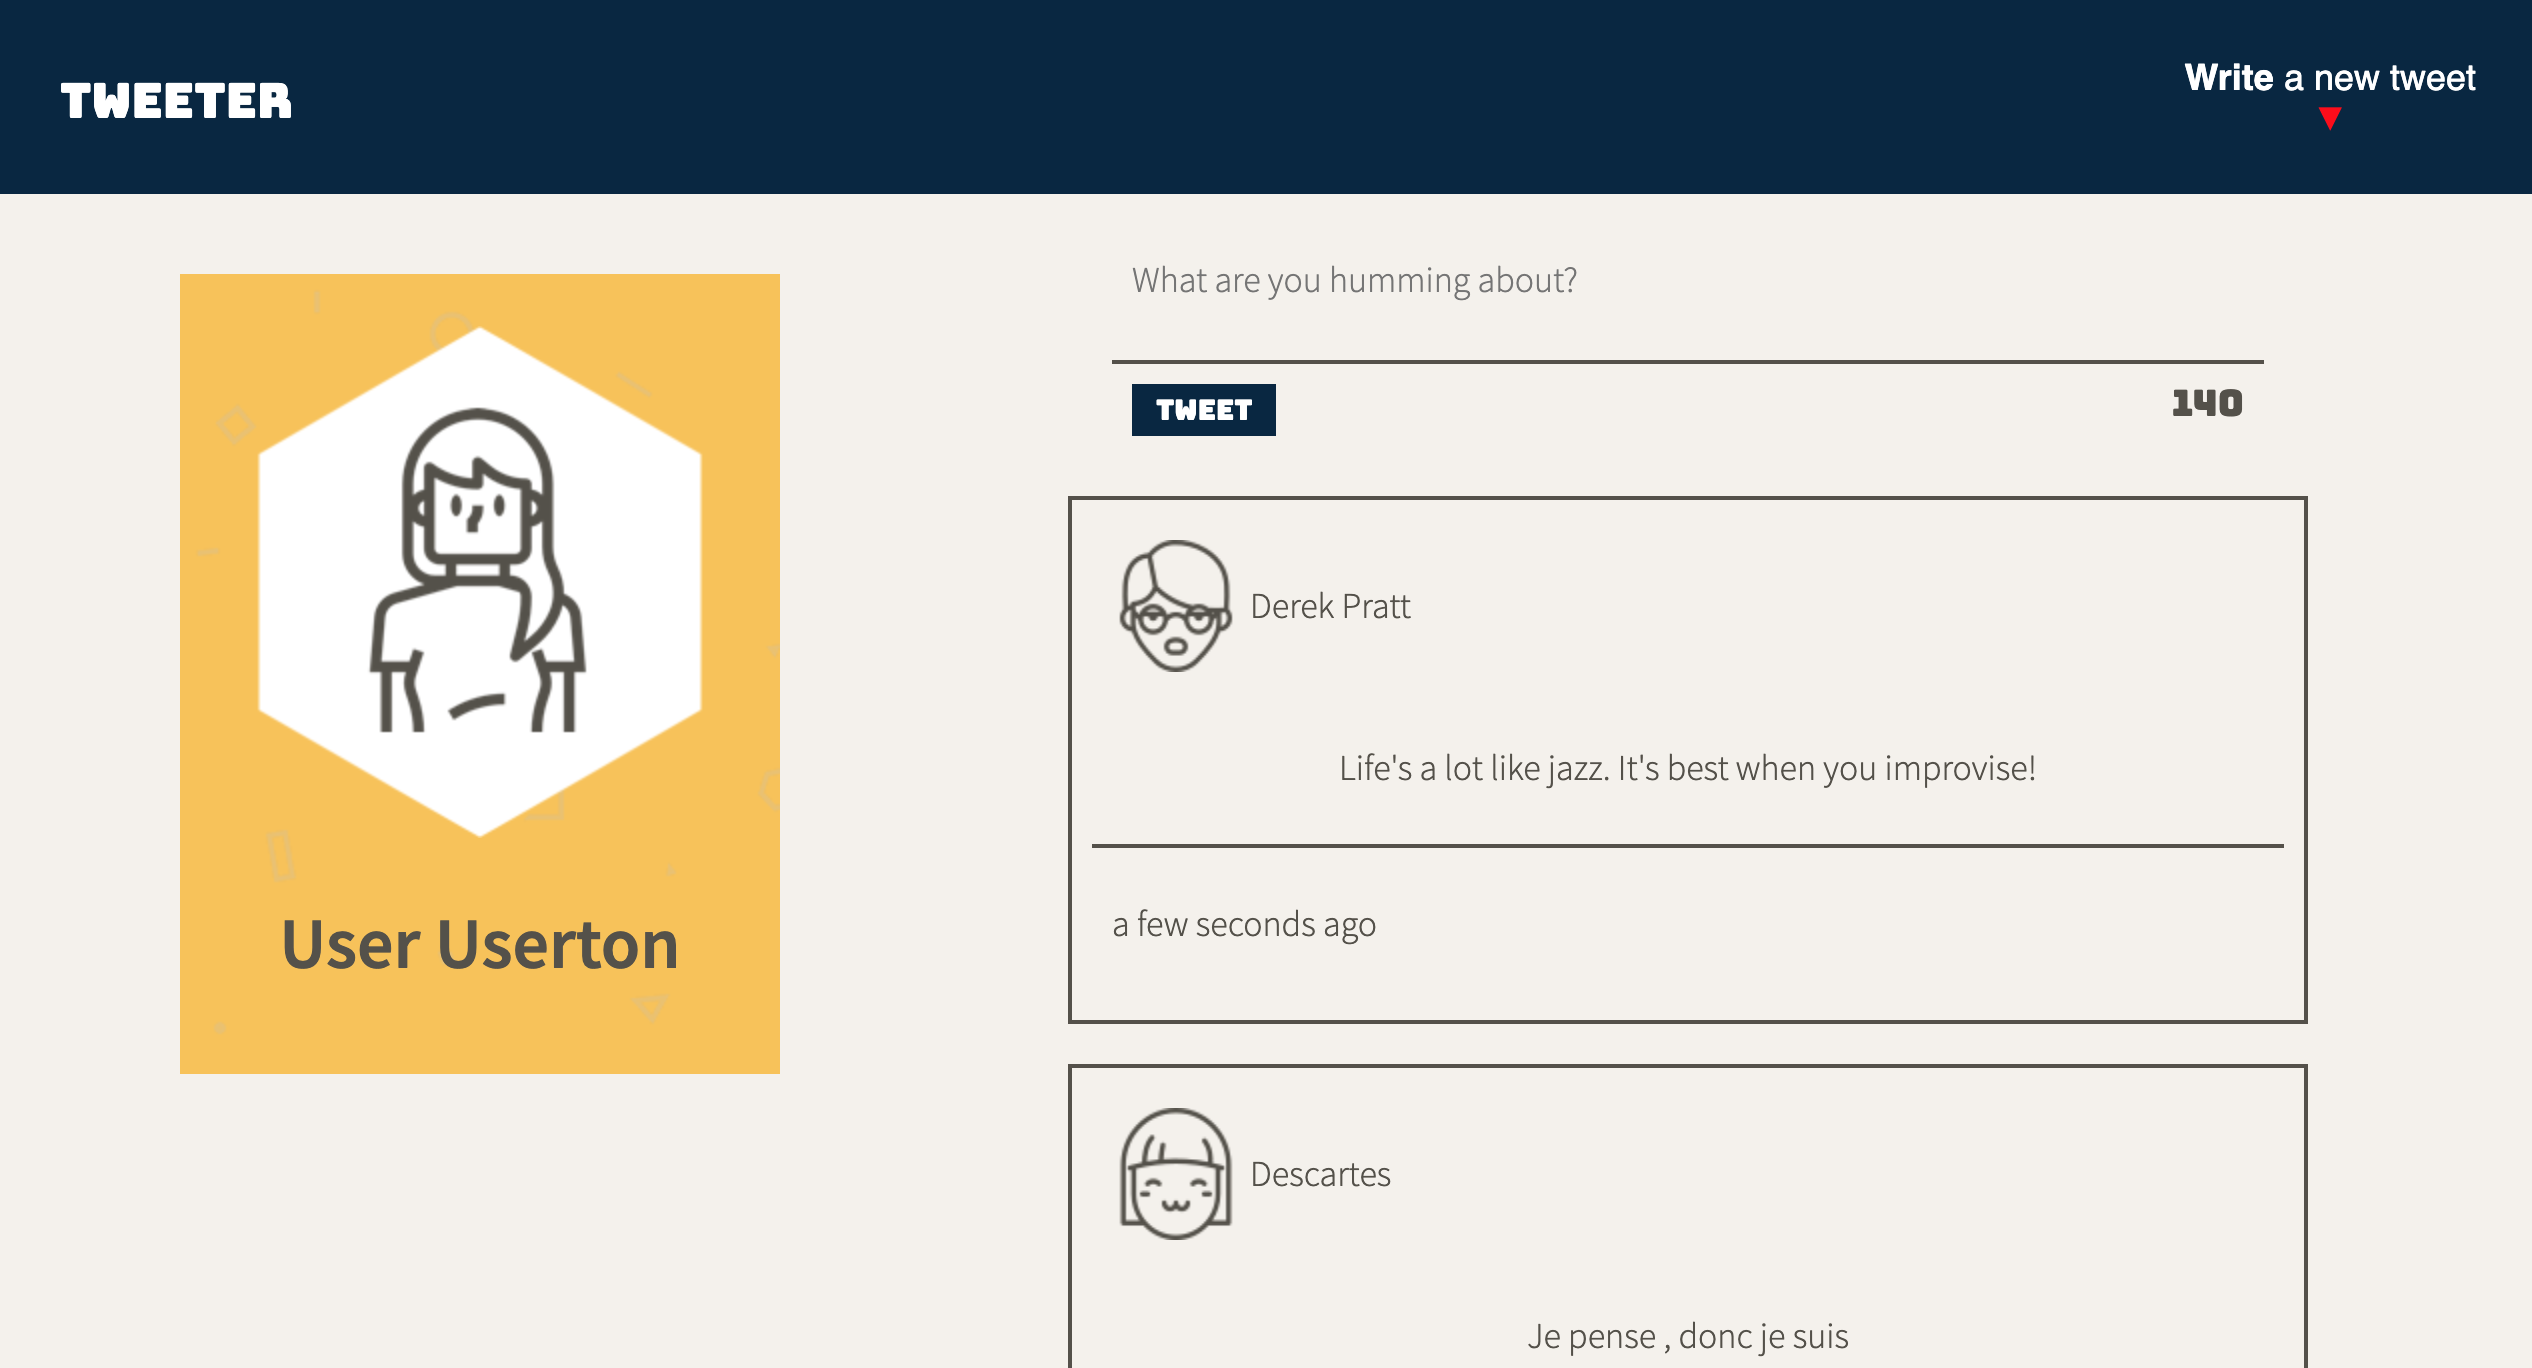 TWEETER
Write a new tweet
User Userton
What are you humming about?
TWEET
140
Derek Pratt
Life's a lot like jazz. It's best when you improvise!
a few seconds ago
Descartes
Je pense , donc je suis